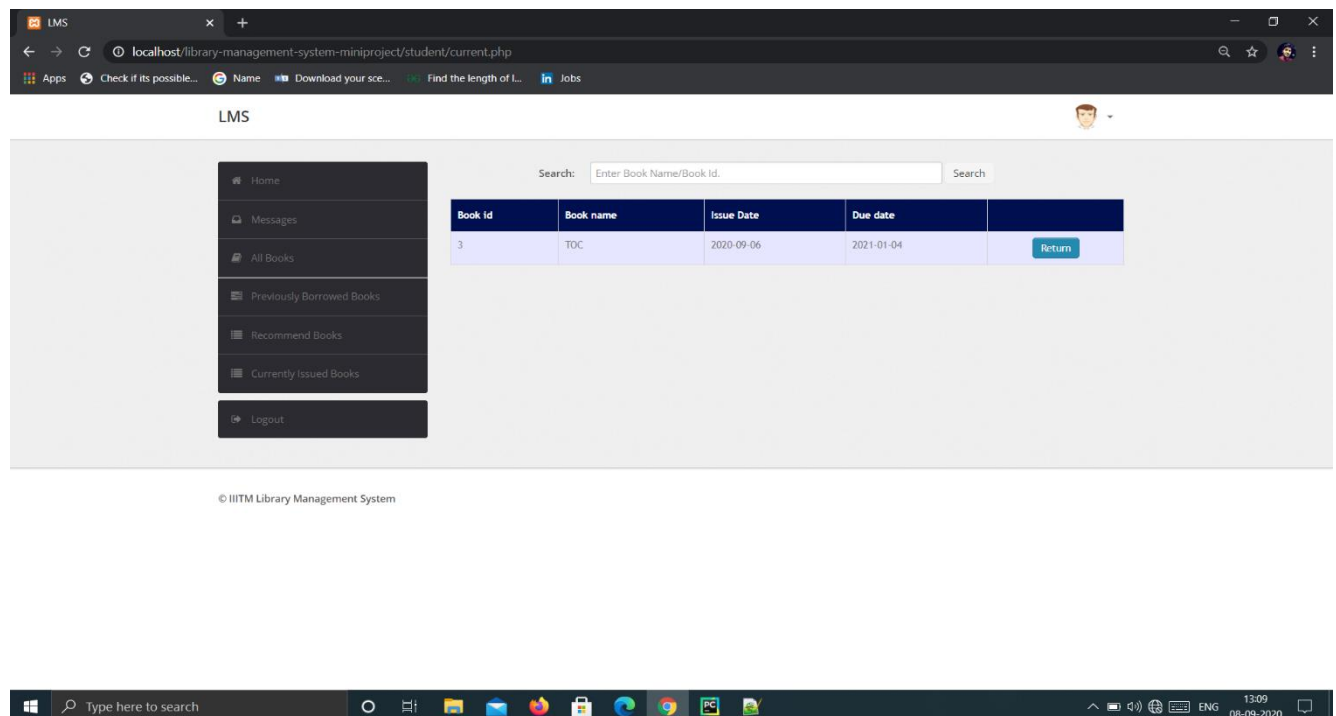 LMS
localhost/library-management-system-miniproject/student/current.php
Apps Check if its possible... Name Download your sce... Find the length of l... in Jobs
LMS
Home
Messages
All Books
Previously Borrowed Books
Recommend Books
Currently Issued Books
Logout
Search: Enter Book Name/Book Id. Search
Book id Book name Issue Date Due date
3 TOC 2020-09-06 2021-01-04 Return
© IIITM Library Management System
Type here to search
PC
ENG
13:09
08-09-2020